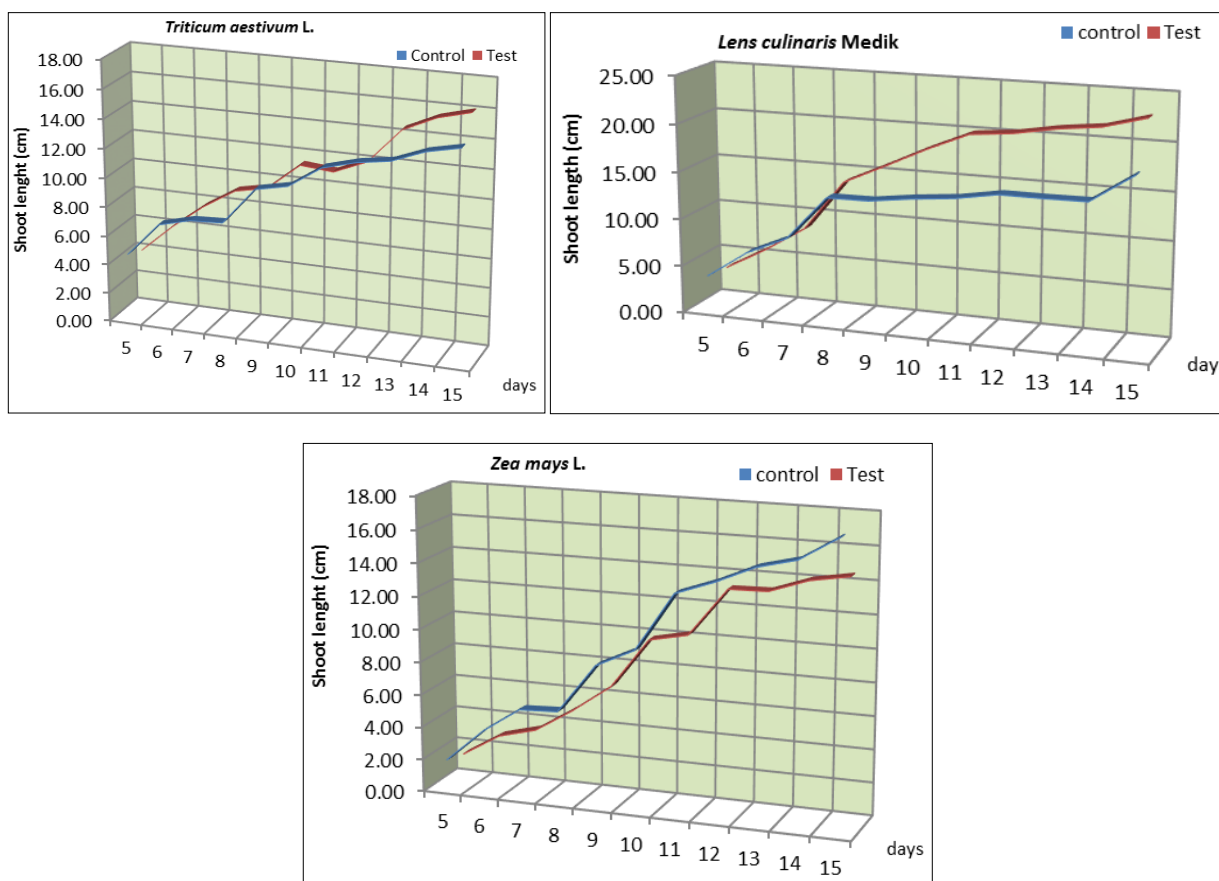 Triticum aestivum L.
Control Test
Shoot lenght (cm)
18.00
16.00
14.00
12.00
10.00
8.00
6.00
4.00
2.00
0.00
5 6 7 8 9 10 11 12 13 14 15 days
Lens culinaris Medik
control Test
Shoot length (cm)
25.00
20.00
15.00
10.00
5.00
0.00
5 6 7 8 9 10 11 12 13 14 15 day
Zea mays L.
control Test
Shoot lenght (cm)
18.00
16.00
14.00
12.00
10.00
8.00
6.00
4.00
2.00
0.00
5 6 7 8 9 10 11 12 13 14 15 days